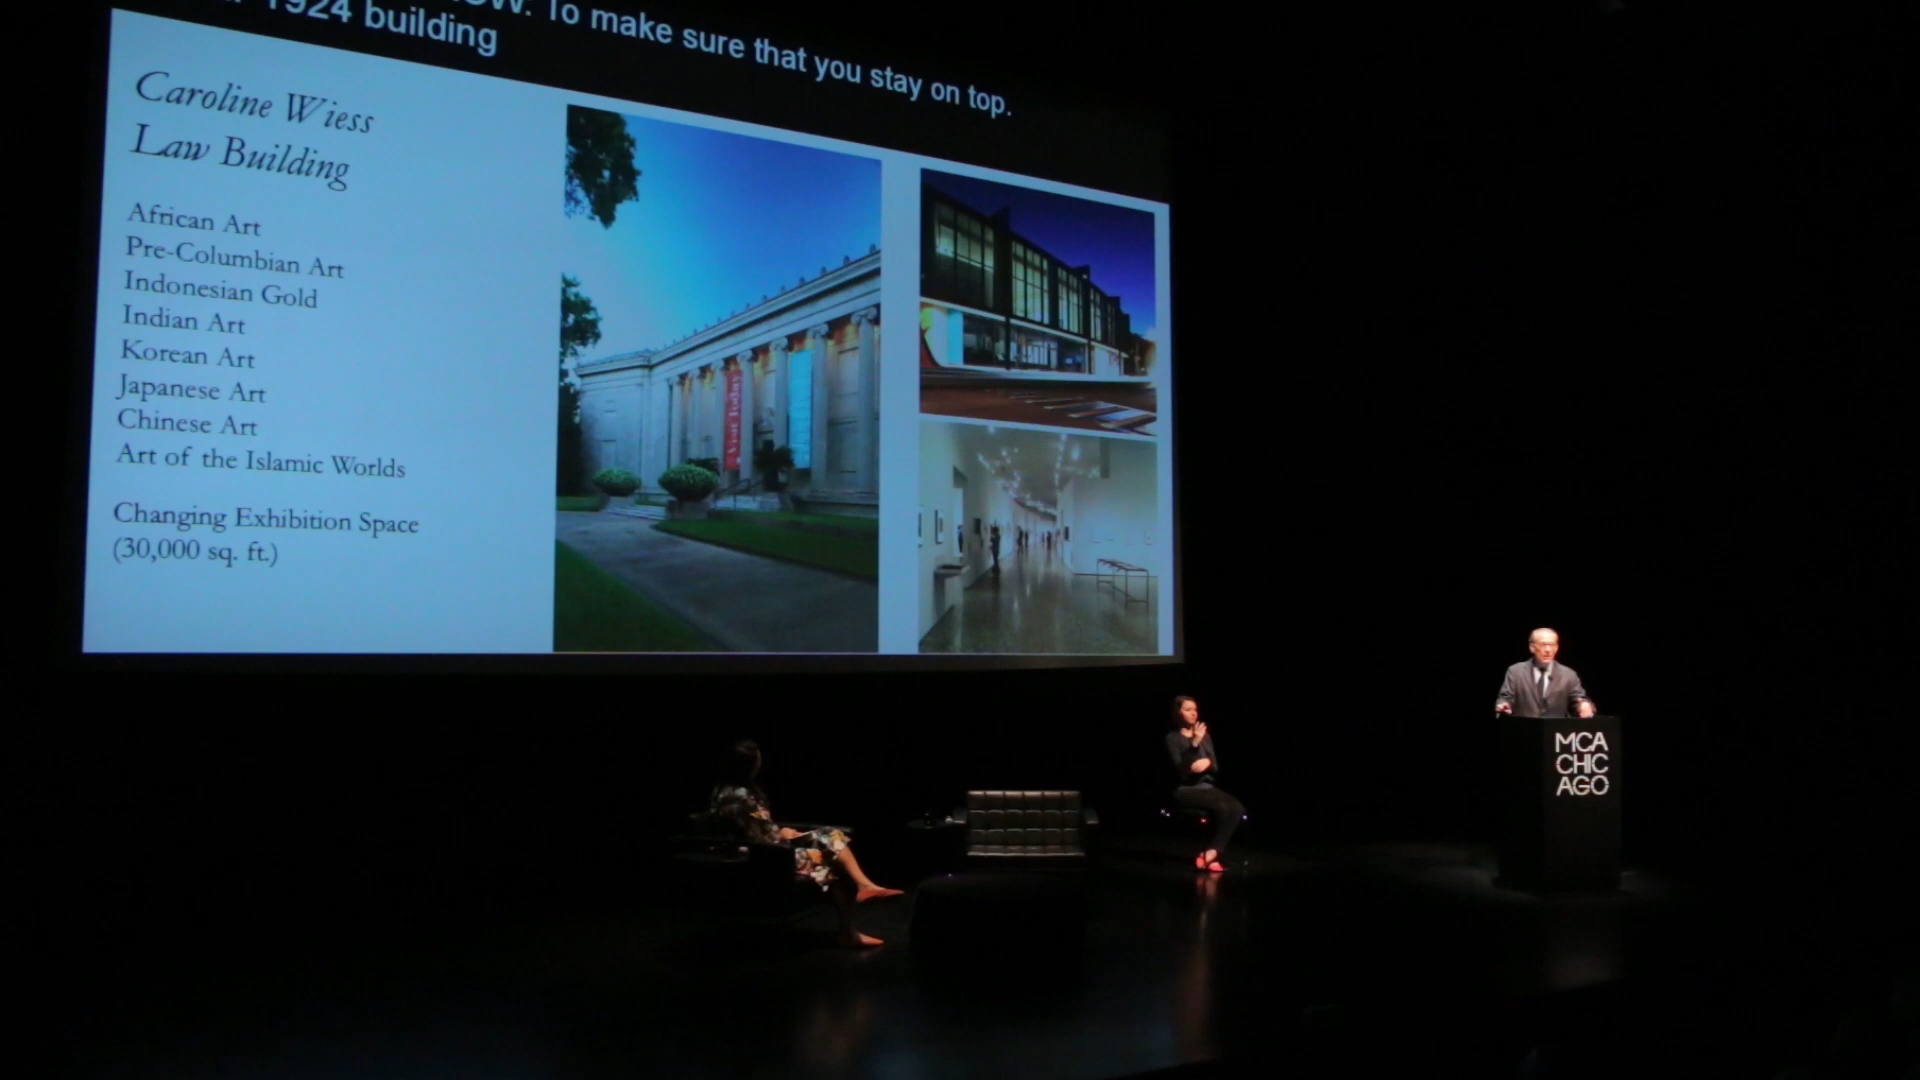 To make sure that you stay on top.
1924 building
Caroline Wiess
Law Building
African Art
Pre-Columbian Art
Indonesian Gold
Indian Art
Korean Art
Japanese Art
Chinese Art
Art of the Islamic Worlds
Changing Exhibition Space
(30,000 sq. ft.)
Visit Today
MCA
CHIC
AGO